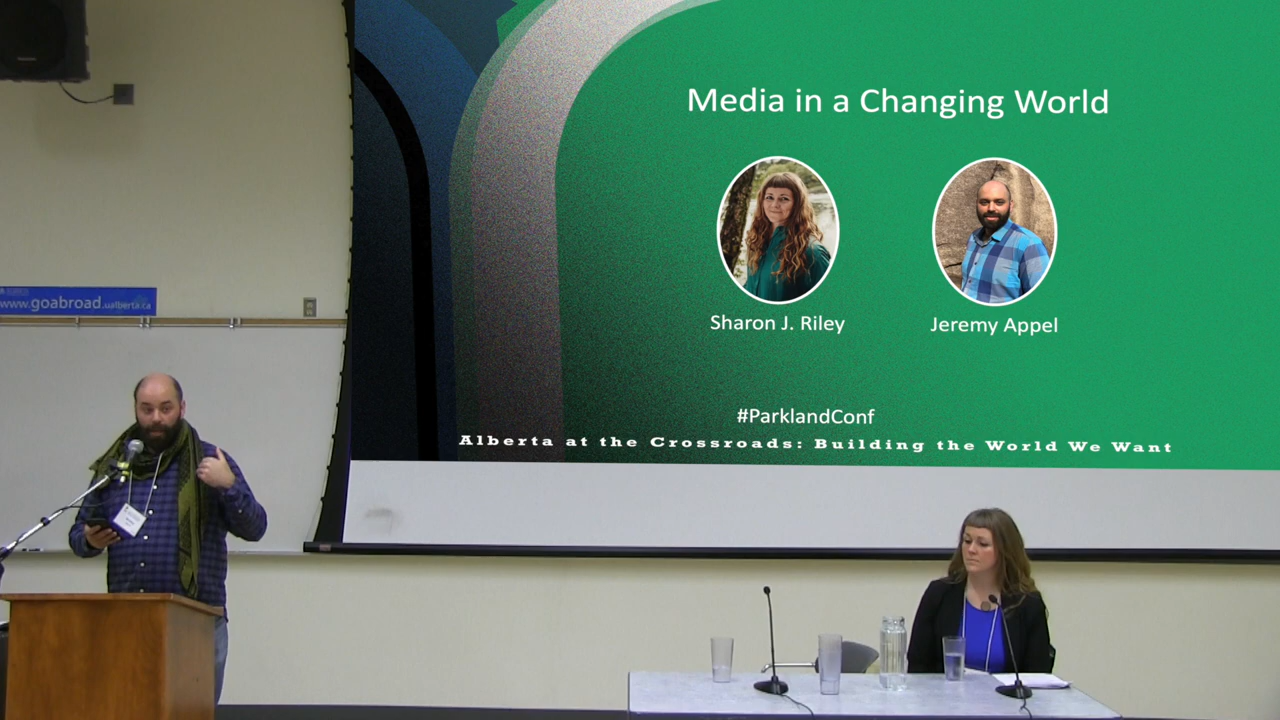 Media in a Changing World
Sharon J. Riley
Jeremy Appel
#ParklandConf
Alberta at the Crossroads: Building the World We Want
www.goabroad.ualberta.ca